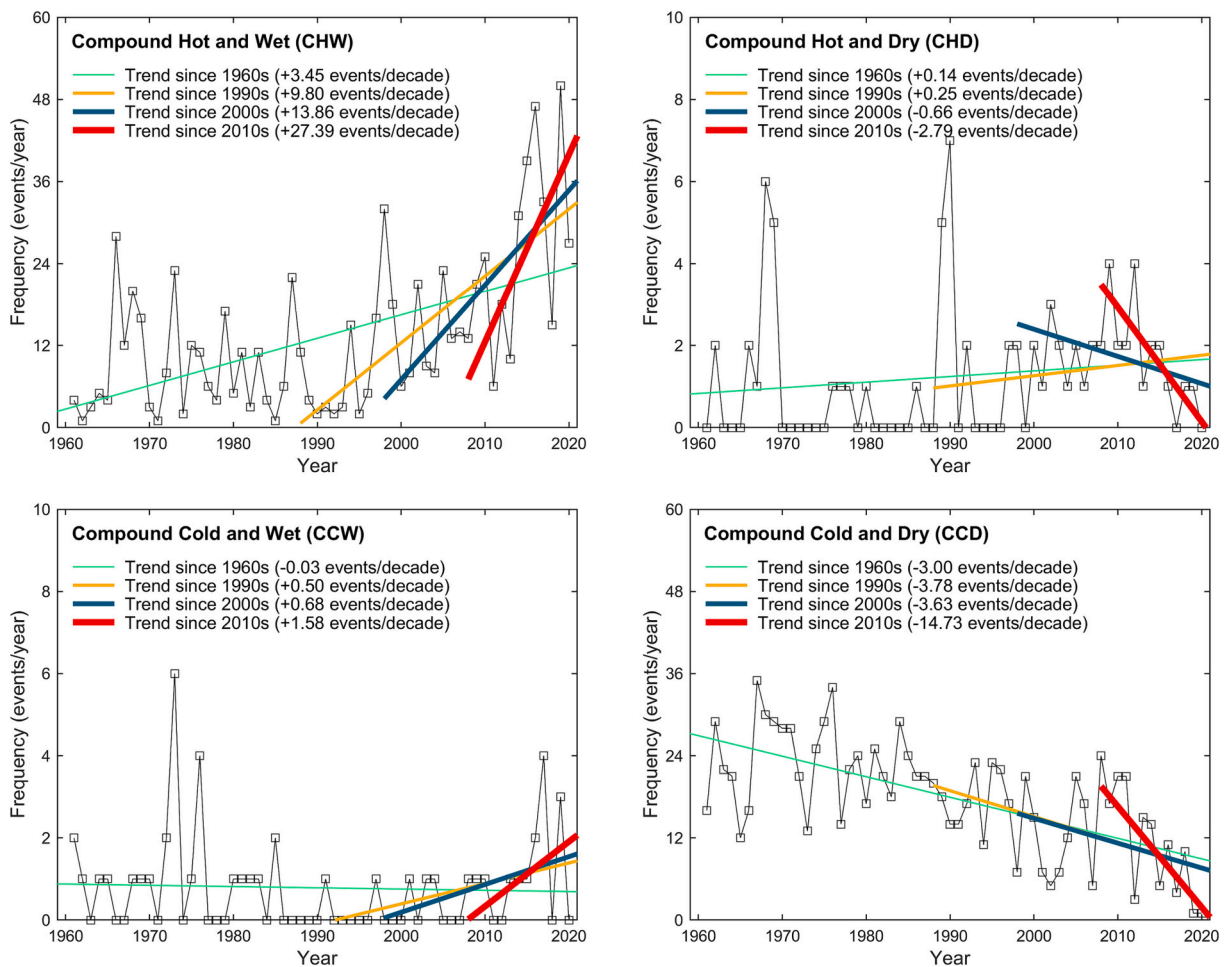 Compound Hot and Wet (CHW)
Trend since 1960s (+3.45 events/decade)
Trend since 1990s (+9.80 events/decade)
Trend since 2000s (+13.86 events/decade)
Trend since 2010s (+27.39 events/decade)
Frequency (events/year)
60
48
36
24
12
0
1960 1970 1980 1990 2000 2010 2020
Year
Compound Hot and Dry (CHD)
Trend since 1960s (+0.14 events/decade)
Trend since 1990s (+0.25 events/decade)
Trend since 2000s (-0.66 events/decade)
Trend since 2010s (-2.79 events/decade)
Frequency (events/year)
10
8
6
4
2
0
1960 1970 1980 1990 2000 2010 2020
Year
Compound Cold and Wet (CCW)
Trend since 1960s (-0.03 events/decade)
Trend since 1990s (+0.50 events/decade)
Trend since 2000s (+0.68 events/decade)
Trend since 2010s (+1.58 events/decade)
Frequency (events/year)
10
8
6
4
2
0
1960 1970 1980 1990 2000 2010 2020
Year
Compound Cold and Dry (CCD)
Trend since 1960s (-3.00 events/decade)
Trend since 1990s (-3.78 events/decade)
Trend since 2000s (-3.63 events/decade)
Trend since 2010s (-14.73 events/decade)
Frequency (events/year)
60
48
36
24
12
0
1960 1970 1980 1990 2000 2010 2020
Year